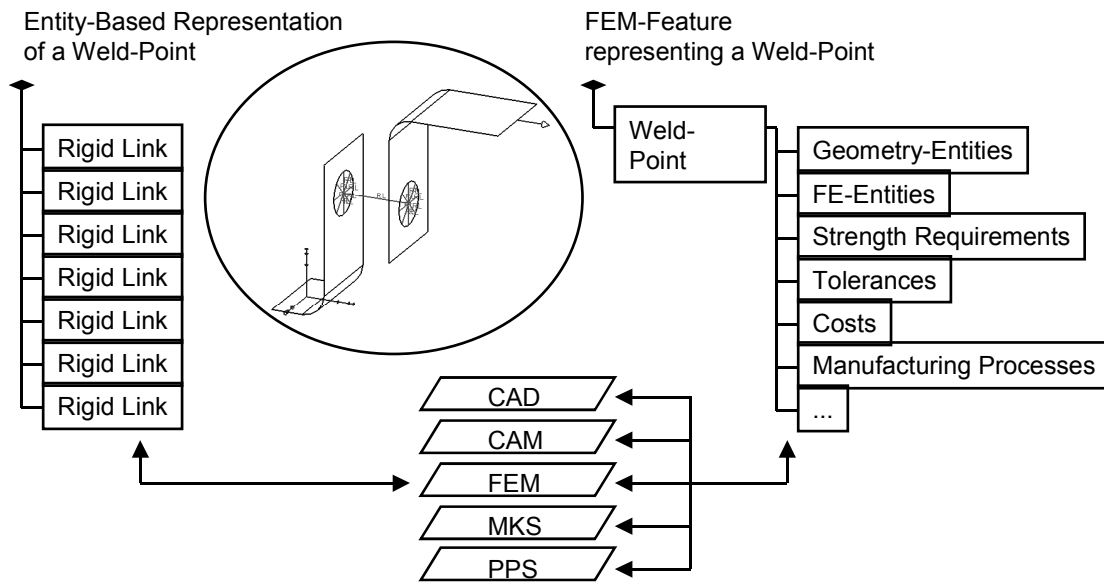 Entity-Based Representation
of a Weld-Point
FEM-Feature
representing a Weld-Point
Rigid Link
Rigid Link
Rigid Link
Rigid Link
Rigid Link
Rigid Link
Rigid Link
Weld-
Point
Geometry-Entities
FE-Entities
Strength Requirements
Tolerances
Costs
Manufacturing Processes
...
CAD
CAM
FEM
MKS
PPS